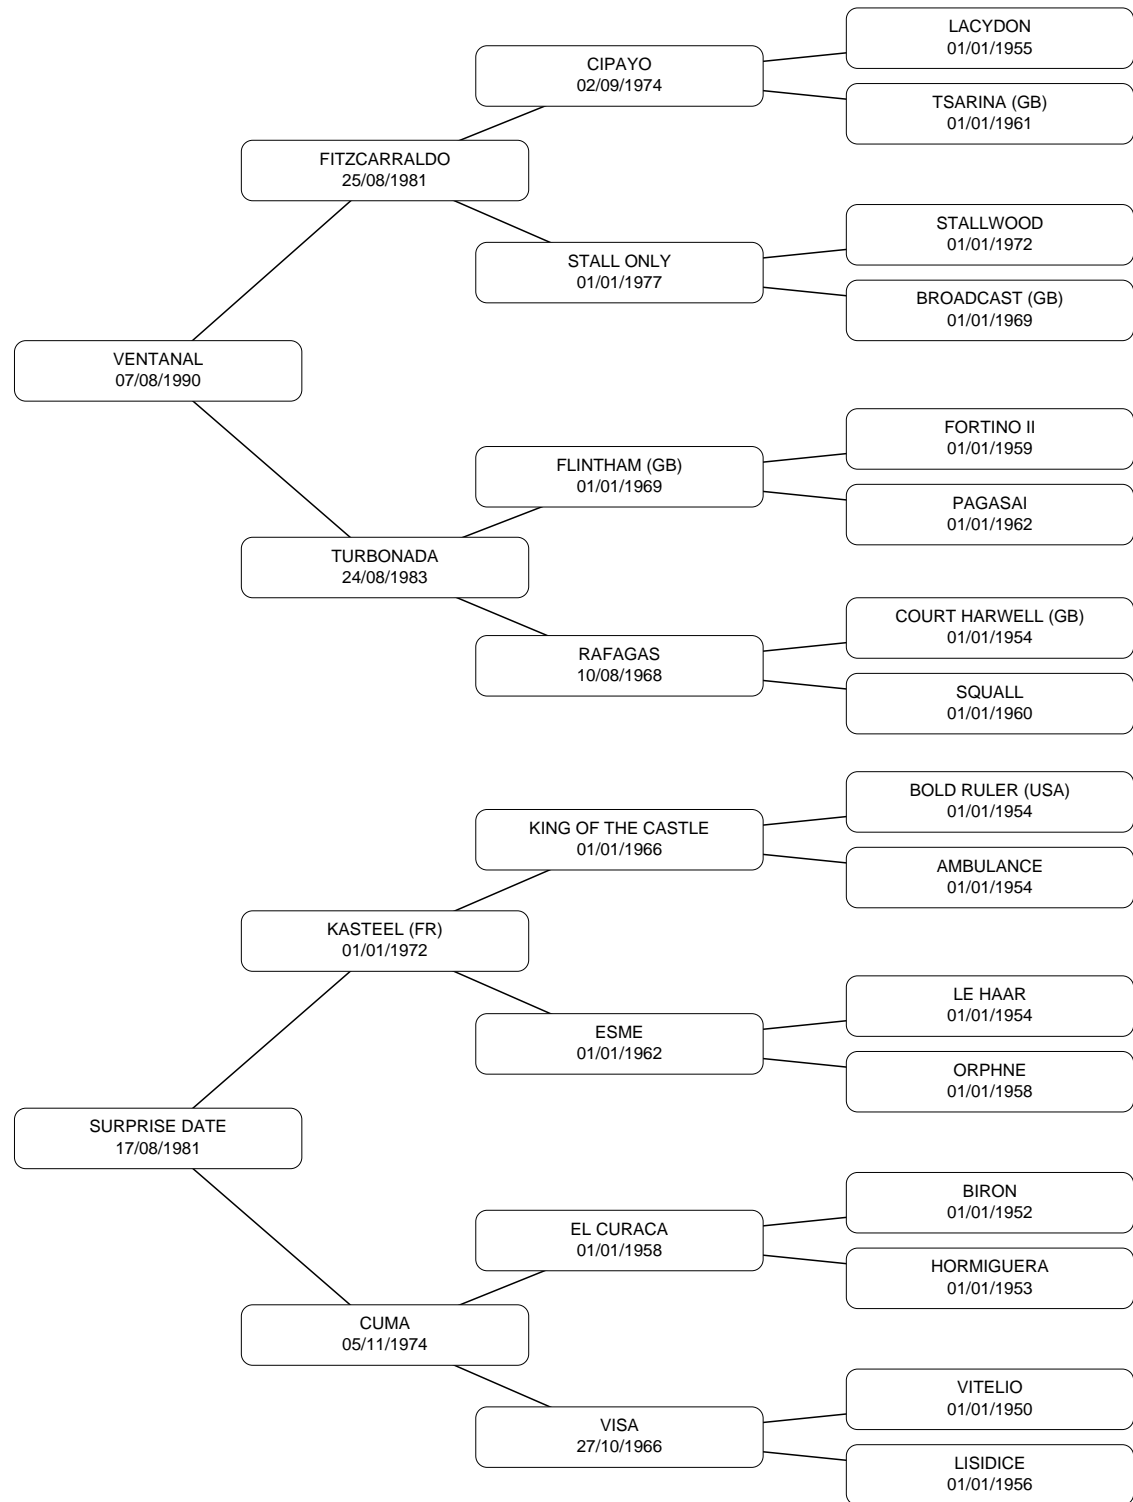 LACYDON
01/01/1955
CIPAYO
02/09/1974
TSARINA (GB)
01/01/1961
FITZCARRALDO
25/08/1981
STALLWOOD
01/01/1972
STALL ONLY
01/01/1977
BROADCAST (GB)
01/01/1969
VENTANAL
07/08/1990
FORTINO II
01/01/1959
FLINTHAM (GB)
01/01/1969
PAGASAI
01/01/1962
TURBONADA
24/08/1983
COURT HARWELL (GB)
01/01/1954
RAFAGAS
10/08/1968
SQUALL
01/01/1960
BOLD RULER (USA)
01/01/1954
KING OF THE CASTLE
01/01/1966
AMBULANCE
01/01/1954
KASTEEL (FR)
01/01/1972
LE HAAR
01/01/1954
ESME
01/01/1962
ORPHNE
01/01/1958
SURPRISE DATE
17/08/1981
BIRON
01/01/1952
EL CURACA
01/01/1958
HORMIGUERA
01/01/1953
CUMA
05/11/1974
VITELIO
01/01/1950
VISA
27/10/1966
LISIDICE
01/01/1956